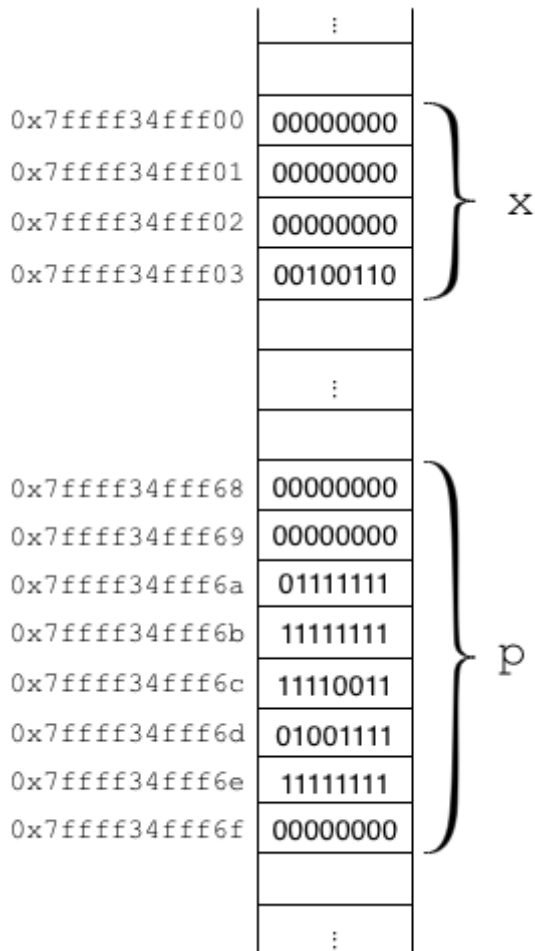 ⋮
0x7ffff34fff00 00000000
0x7ffff34fff01 00000000
0x7ffff34fff02 00000000
0x7ffff34fff03 00100110
x
⋮
0x7ffff34fff68 00000000
0x7ffff34fff69 00000000
0x7ffff34fff6a 01111111
0x7ffff34fff6b 11111111
0x7ffff34fff6c 11110011
0x7ffff34fff6d 01001111
0x7ffff34fff6e 11111111
0x7ffff34fff6f 00000000
p
⋮